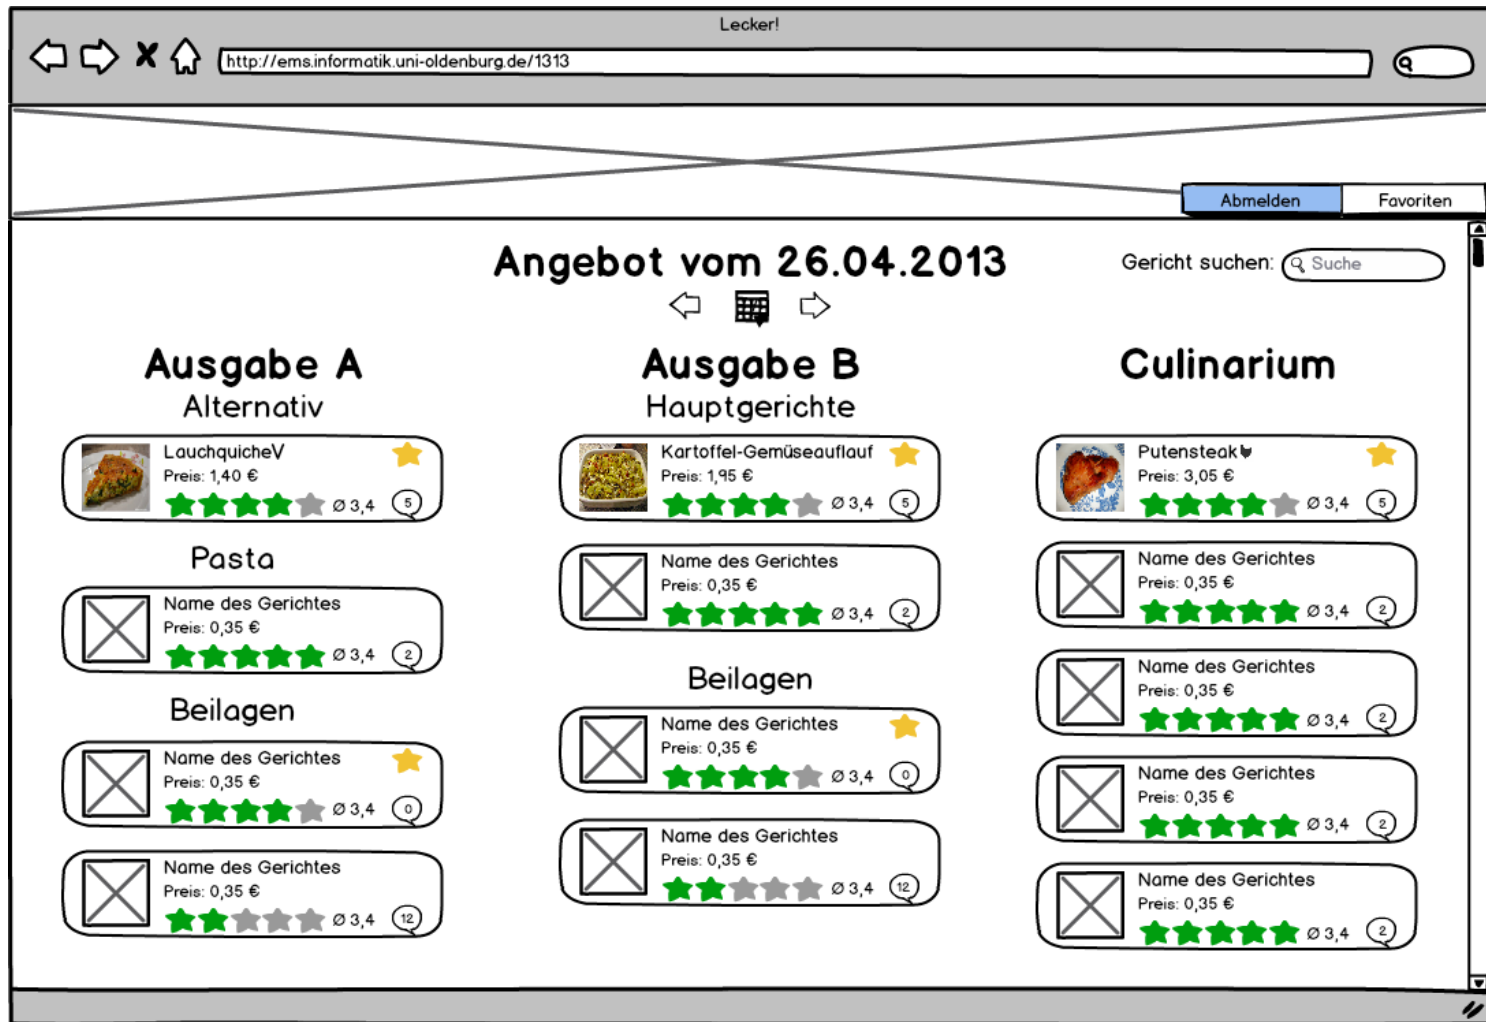 Lecker!
http://ems.informatik.uni-oldenburg.de/1313
Abmelden
Favoriten
Angebot vom 26.04.2013
Gericht suchen:
Suche
Ausgabe A
Alternativ
LauchquicheV
Preis: 1,40 €
Ø 3,4
5
Pasta
Name des Gerichtes
Preis: 0,35 €
Ø 3,4
2
Beilagen
Name des Gerichtes
Preis: 0,35 €
Ø 3,4
0
Name des Gerichtes
Preis: 0,35 €
Ø 3,4
12
Ausgabe B
Hauptgerichte
Kartoffel-Gemüseauflauf
Preis: 1,95 €
Ø 3,4
5
Name des Gerichtes
Preis: 0,35 €
Ø 3,4
2
Beilagen
Name des Gerichtes
Preis: 0,35 €
Ø 3,4
0
Name des Gerichtes
Preis: 0,35 €
Ø 3,4
12
Culinarium
Putensteak
Preis: 3,05 €
Ø 3,4
5
Name des Gerichtes
Preis: 0,35 €
Ø 3,4
2
Name des Gerichtes
Preis: 0,35 €
Ø 3,4
2
Name des Gerichtes
Preis: 0,35 €
Ø 3,4
2
Name des Gerichtes
Preis: 0,35 €
Ø 3,4
2